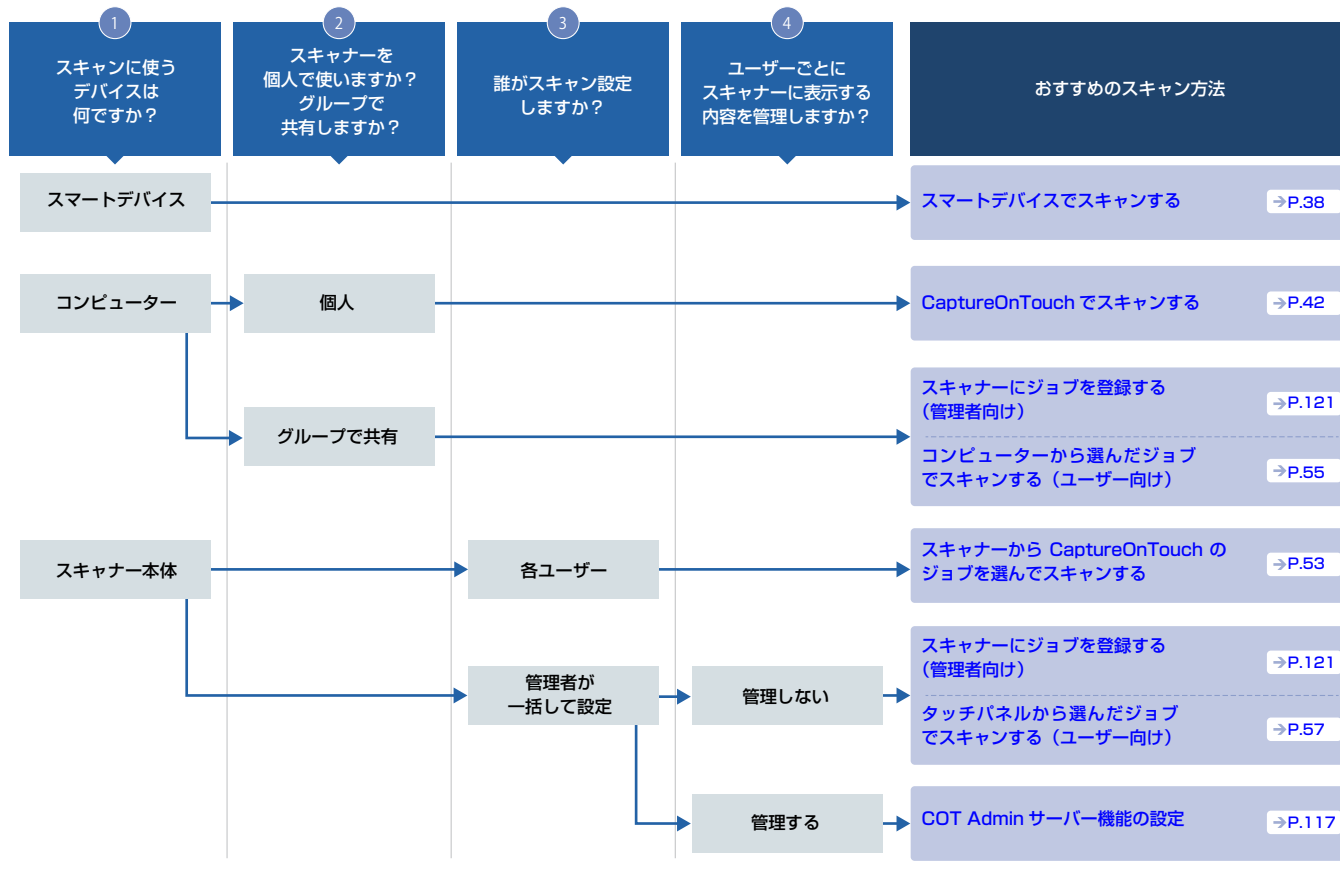 1
スキャンに使う
デバイスは
何ですか？
2
スキャナーを
個人で使いますか？
グループで
共有しますか？
3
誰がスキャン設定
しますか？
4
ユーザーごとに
スキャナーに表示する
内容を管理しますか？
おすすめのスキャン方法
スマートデバイス
スマートデバイスでスキャンする
→P.38
コンピューター
個人
CaptureOnTouch でスキャンする
→P.42
グループで共有
スキャナーにジョブを登録する
（管理者向け）
→P.121
コンピューターから選んだジョブ
でスキャンする（ユーザー向け）
→P.55
スキャナー本体
各ユーザー
スキャナーから CaptureOnTouch の
ジョブを選んでスキャンする
→P.53
管理者が
一括して設定
管理しない
スキャナーにジョブを登録する
（管理者向け）
→P.121
タッチパネルから選んだジョブ
でスキャンする（ユーザー向け）
→P.57
管理する
COT Admin サーバー機能の設定
→P.117